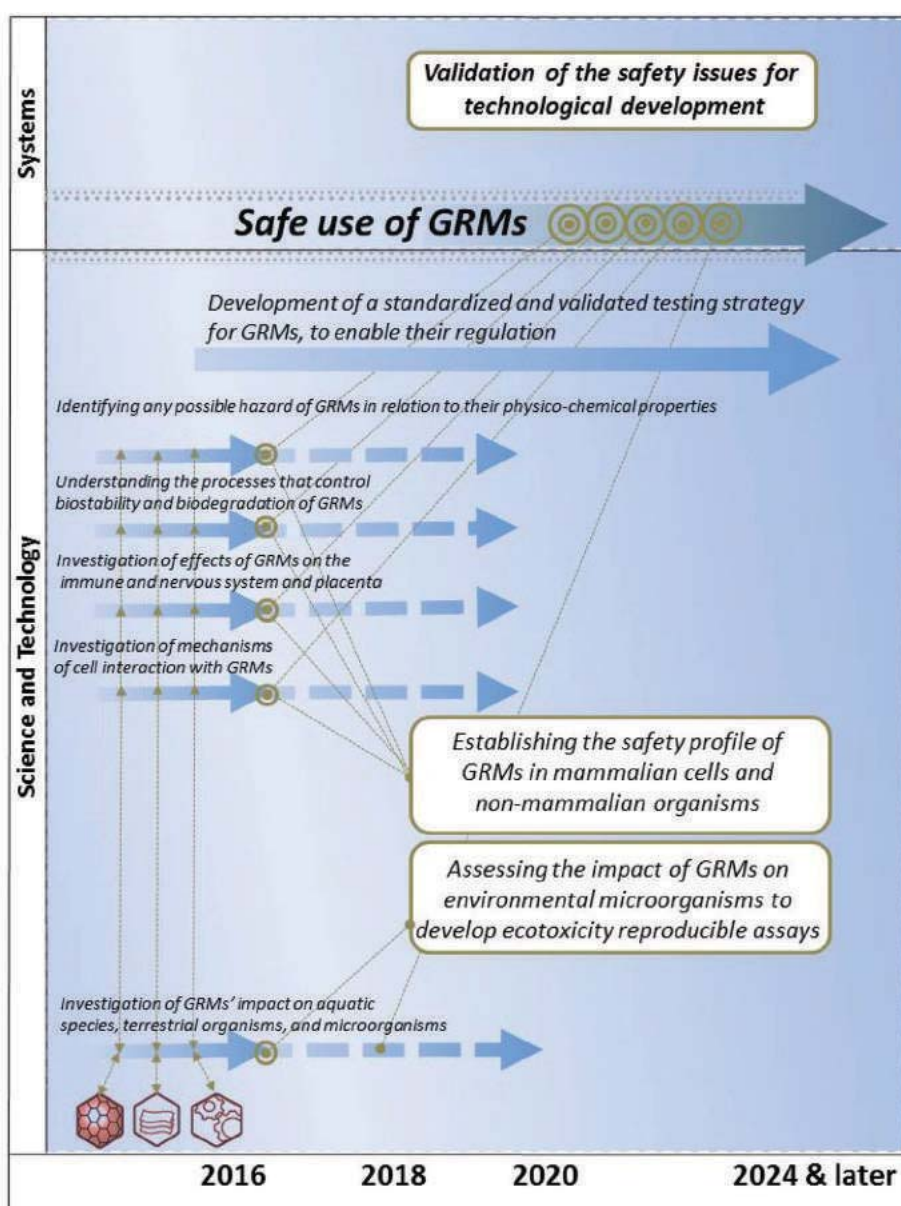 Systems
Validation of the safety issues for
technological development
Safe use of GRMs
Science and Technology
Development of a standardized and validated testing strategy
for GRMs, to enable their regulation
Identifying any possible hazard of GRMs in relation to their physico-chemical properties
Understanding the processes that control
biostability and biodegradation of GRMs
Investigation of effects of GRMs on the
immune and nervous system and placenta
Investigation of mechanisms
of cell interaction with GRMs
Establishing the safety profile of
GRMs in mammalian cells and
non-mammalian organisms
Assessing the impact of GRMs on
environmental microorganisms to
develop ecotoxicity reproducible assays
Investigation of GRMs' impact on aquatic
species, terrestrial organisms, and microorganisms
2016 2018 2020 2024 & later